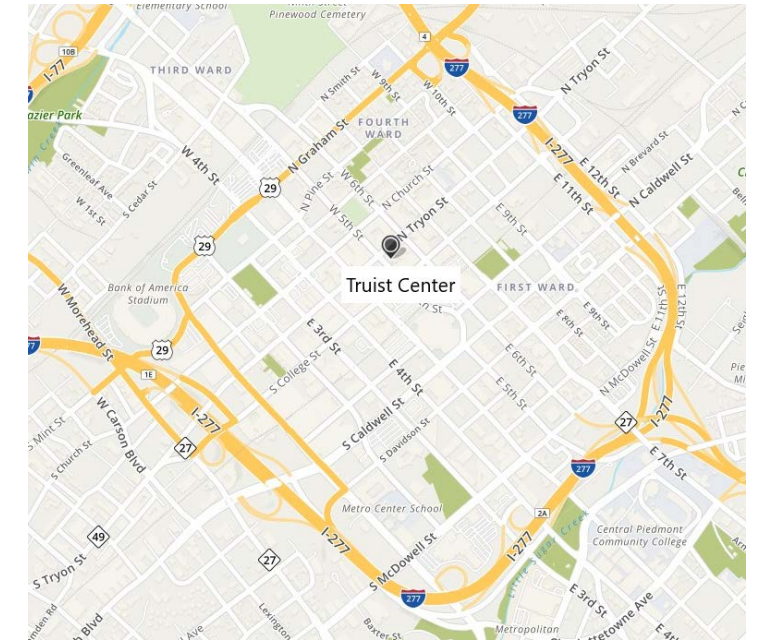 Elementary School
Pinewood Cemetery
10B
I-77
THIRD WARD
4
277
N Tryon St
N Smith St
W 9th St
W 10th St
277
FOURTH
WARD
I-277
N Brevard St
E 12th St
N Caldwell St
E 11th St
W 4th St
N Graham St
Greenleaf Ave
S Cedar St
W 1st St
29
N Pine St
W 6th St
N Church St
W 5th St
N Tryon St
E 9th St
29
Truist Center
FIRST WARD
Bank of America
Stadium
W Morehead St
E 3rd St
E 8th St
E 9th St
E 11th St
E 12th St
29
1E
S College St
E 4th St
E 6th St
E 5th St
N McDowell St
I-277
W Carson Blvd
I-277
27
S Mint St
S Church St
S Caldwell St
S Davidson St
27
I-277
E 7th St
277
Metro Center School
2A
I-277
Little Sugar Creek
Central Piedmont
Community College
49
27
I-277
S McDowell St
S Tryon St
277
E 3rd St
Lexington
Baxter St
Metropolitan